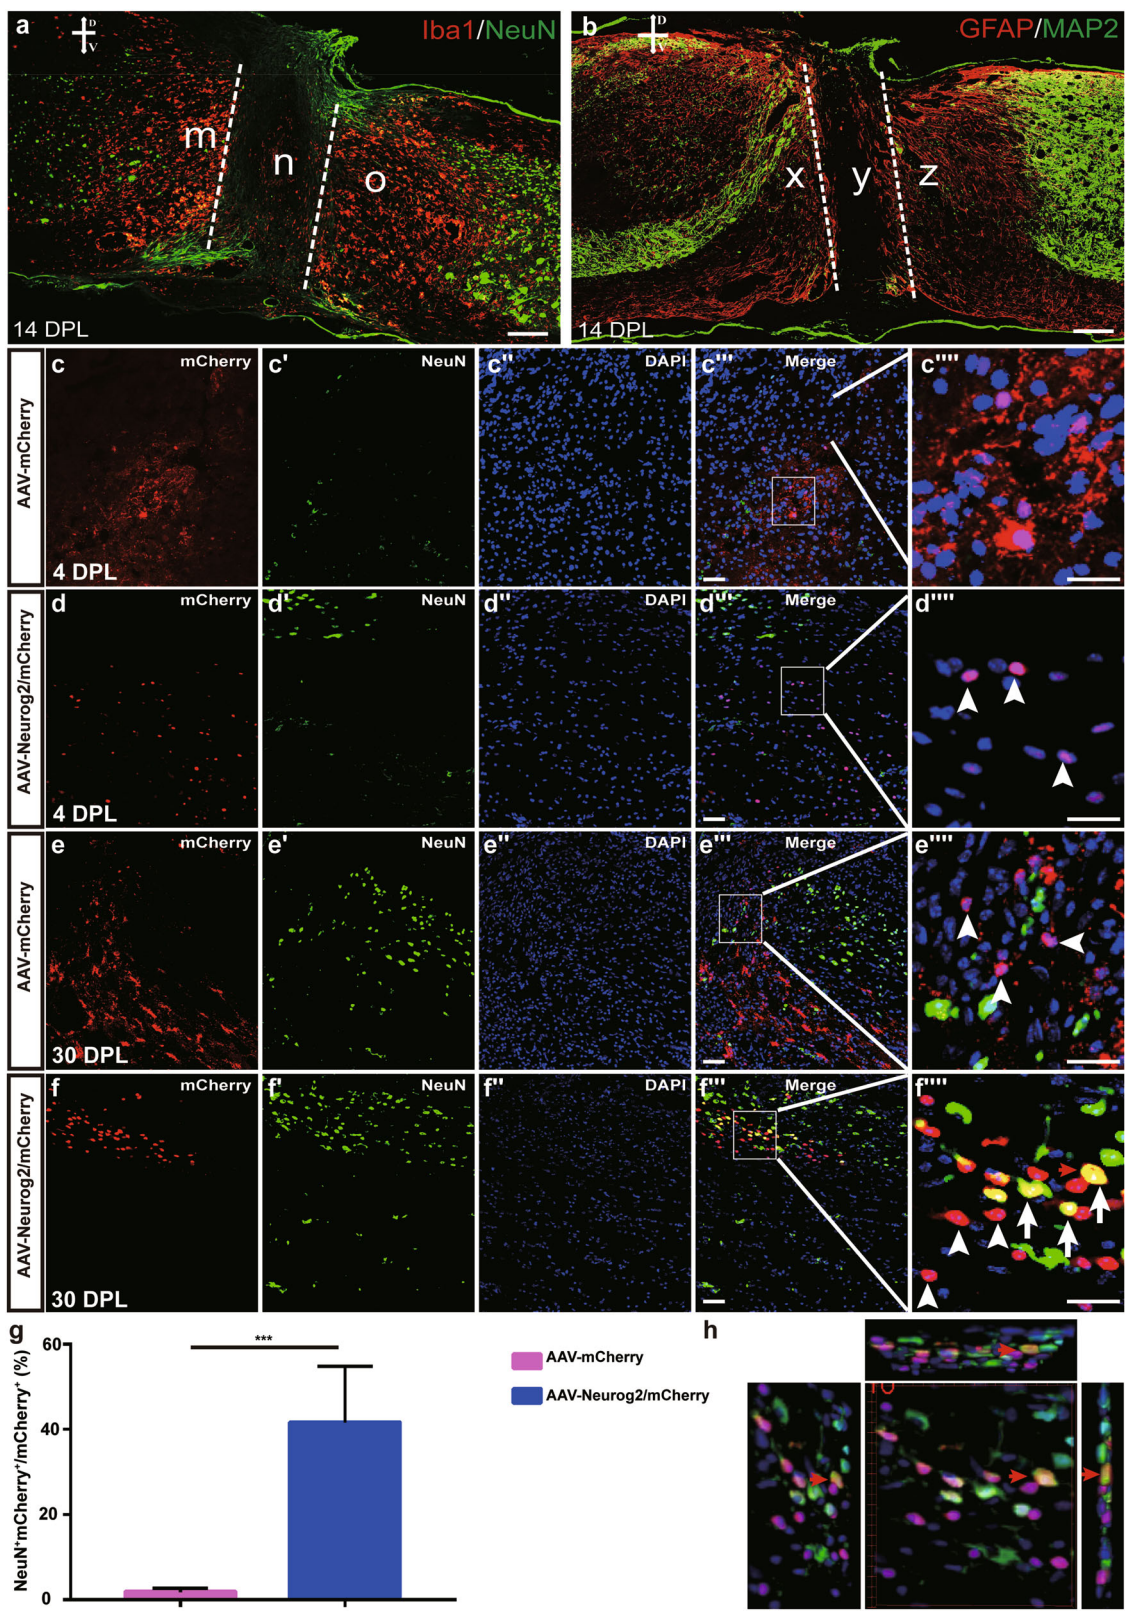 a
D
V
Iba1/NeuN
m
n
o
14 DPL
b
D
V
GFAP/MAP2
x
y
z
14 DPL
AAV-mCherry
c
mCherry
4 DPL
c'
NeuN
c''
DAPI
c'''
Merge
c''''
AAV-Neurog2/mCherry
d
mCherry
4 DPL
d'
NeuN
d''
DAPI
d'''
Merge
d''''
AAV-mCherry
e
mCherry
30 DPL
e'
NeuN
e''
DAPI
e'''
Merge
e''''
AAV-Neurog2/mCherry
f
mCherry
30 DPL
f'
NeuN
f''
DAPI
f'''
Merge
f''''
g
NeuN⁺mCherry⁺/mCherry⁺ (%)
60
40
20
0
***
AAV-mCherry
AAV-Neurog2/mCherry
h